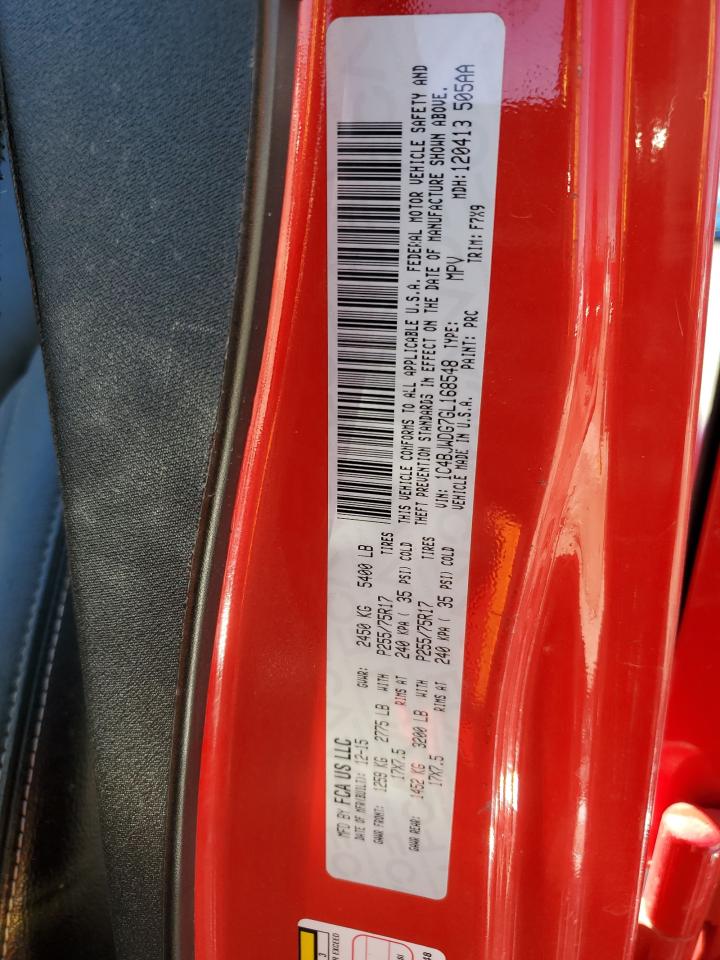 MFD BY FCA US LLC
DATE OF MFR(BUILT): 12-15 GVWR: 2450 KG 5400 LB
GAWR FRONT: 1259 KG 2775 LB WITH P255/75R17 TIRES
17X7.5 RIMS AT 240 KPA ( 35 PSI) COLD
GAWR REAR: 1452 KG 3200 LB WITH P255/75R17 TIRES
17X7.5 RIMS AT 240 KPA ( 35 PSI) COLD
THIS VEHICLE CONFORMS TO ALL APPLICABLE U.S.A. FEDERAL MOTOR VEHICLE SAFETY AND
THEFT PREVENTION STANDARDS IN EFFECT ON THE DATE OF MANUFACTURE SHOWN ABOVE.
VIN: 1C4BJWDG7GL168548 TYPE: MPV MDH:120413 505AA
VEHICLE MADE IN U.S.A. PAINT: PRC TRIM: F7X9